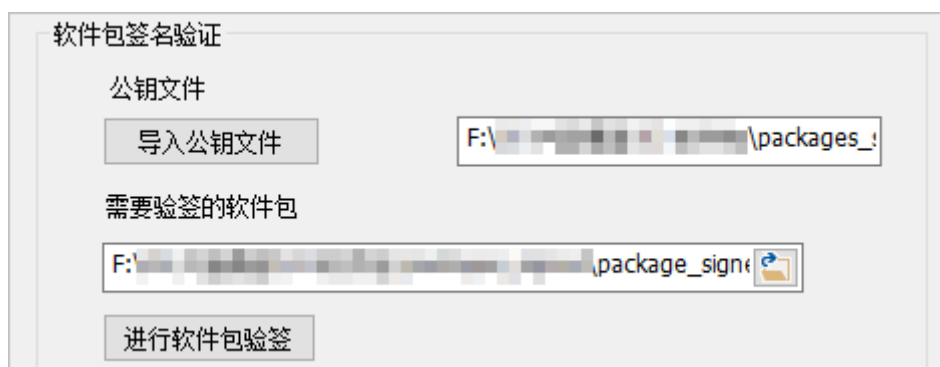 软件包签名验证
公钥文件
导入公钥文件 F:\ \packages_
需要验签的软件包
F:\ \package_signe
进行软件包验签